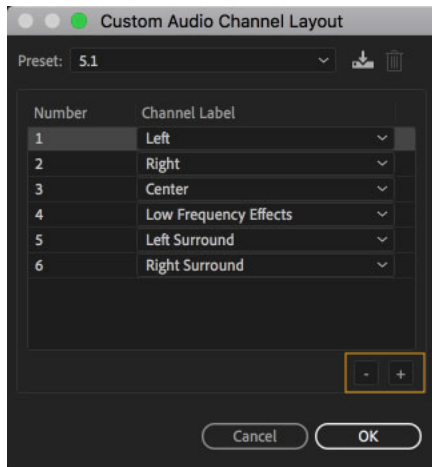 Custom Audio Channel Layout
Preset: 5.1
Number Channel Label
1 Left
2 Right
3 Center
4 Low Frequency Effects
5 Left Surround
6 Right Surround
- +
Cancel OK